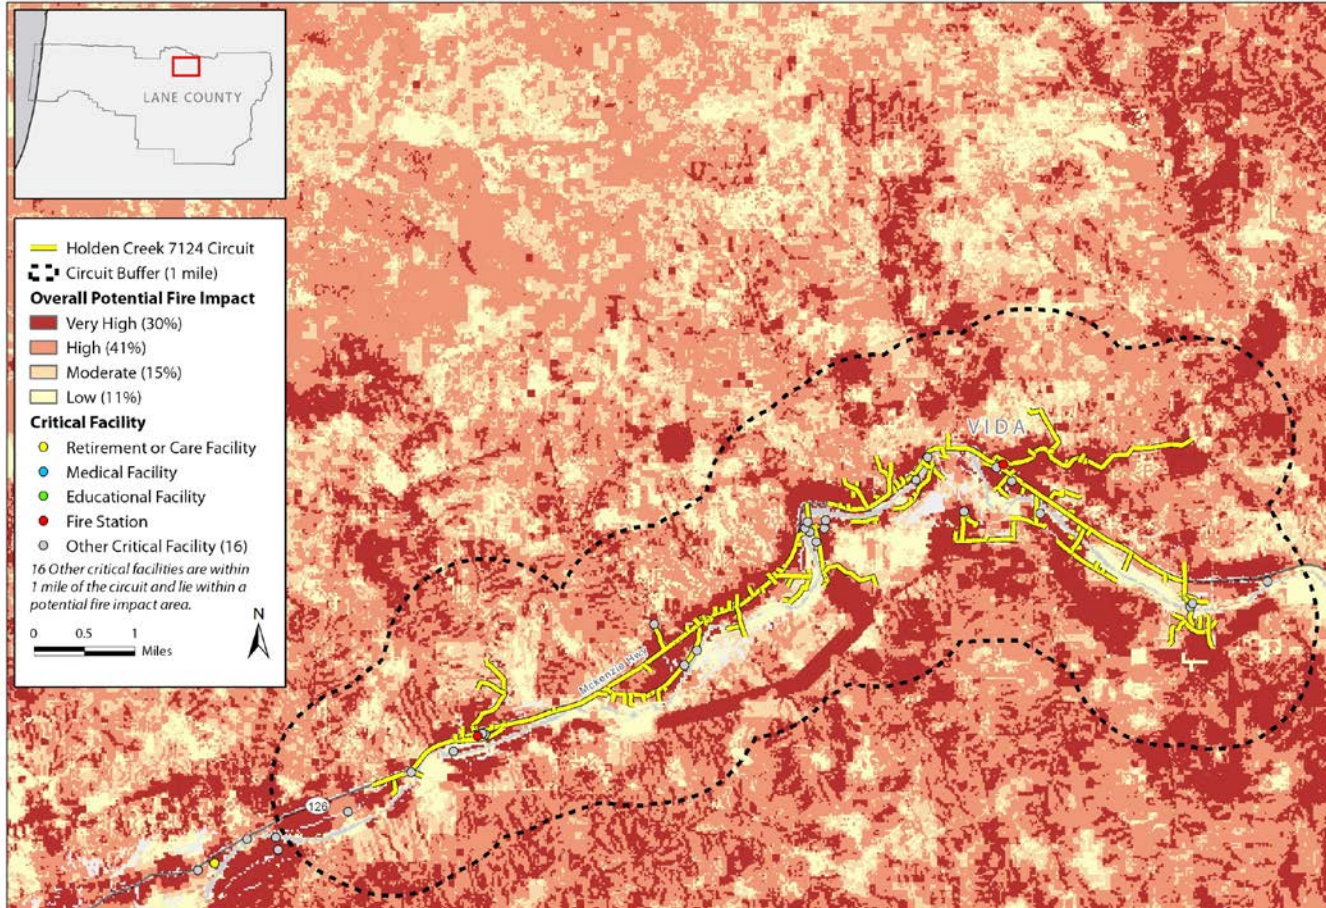 LANE COUNTY
Holden Creek 7124 Circuit
Circuit Buffer (1 mile)
Overall Potential Fire Impact
Very High (30%)
High (41%)
Moderate (15%)
Low (11%)
Critical Facility
Retirement or Care Facility
Medical Facility
Educational Facility
Fire Station
Other Critical Facility (16)
16 Other critical facilities are within
1 mile of the circuit and lie within a
potential fire impact area.
N
0 0.5 1
Miles
VIDA
Mckenzie Hwy
126